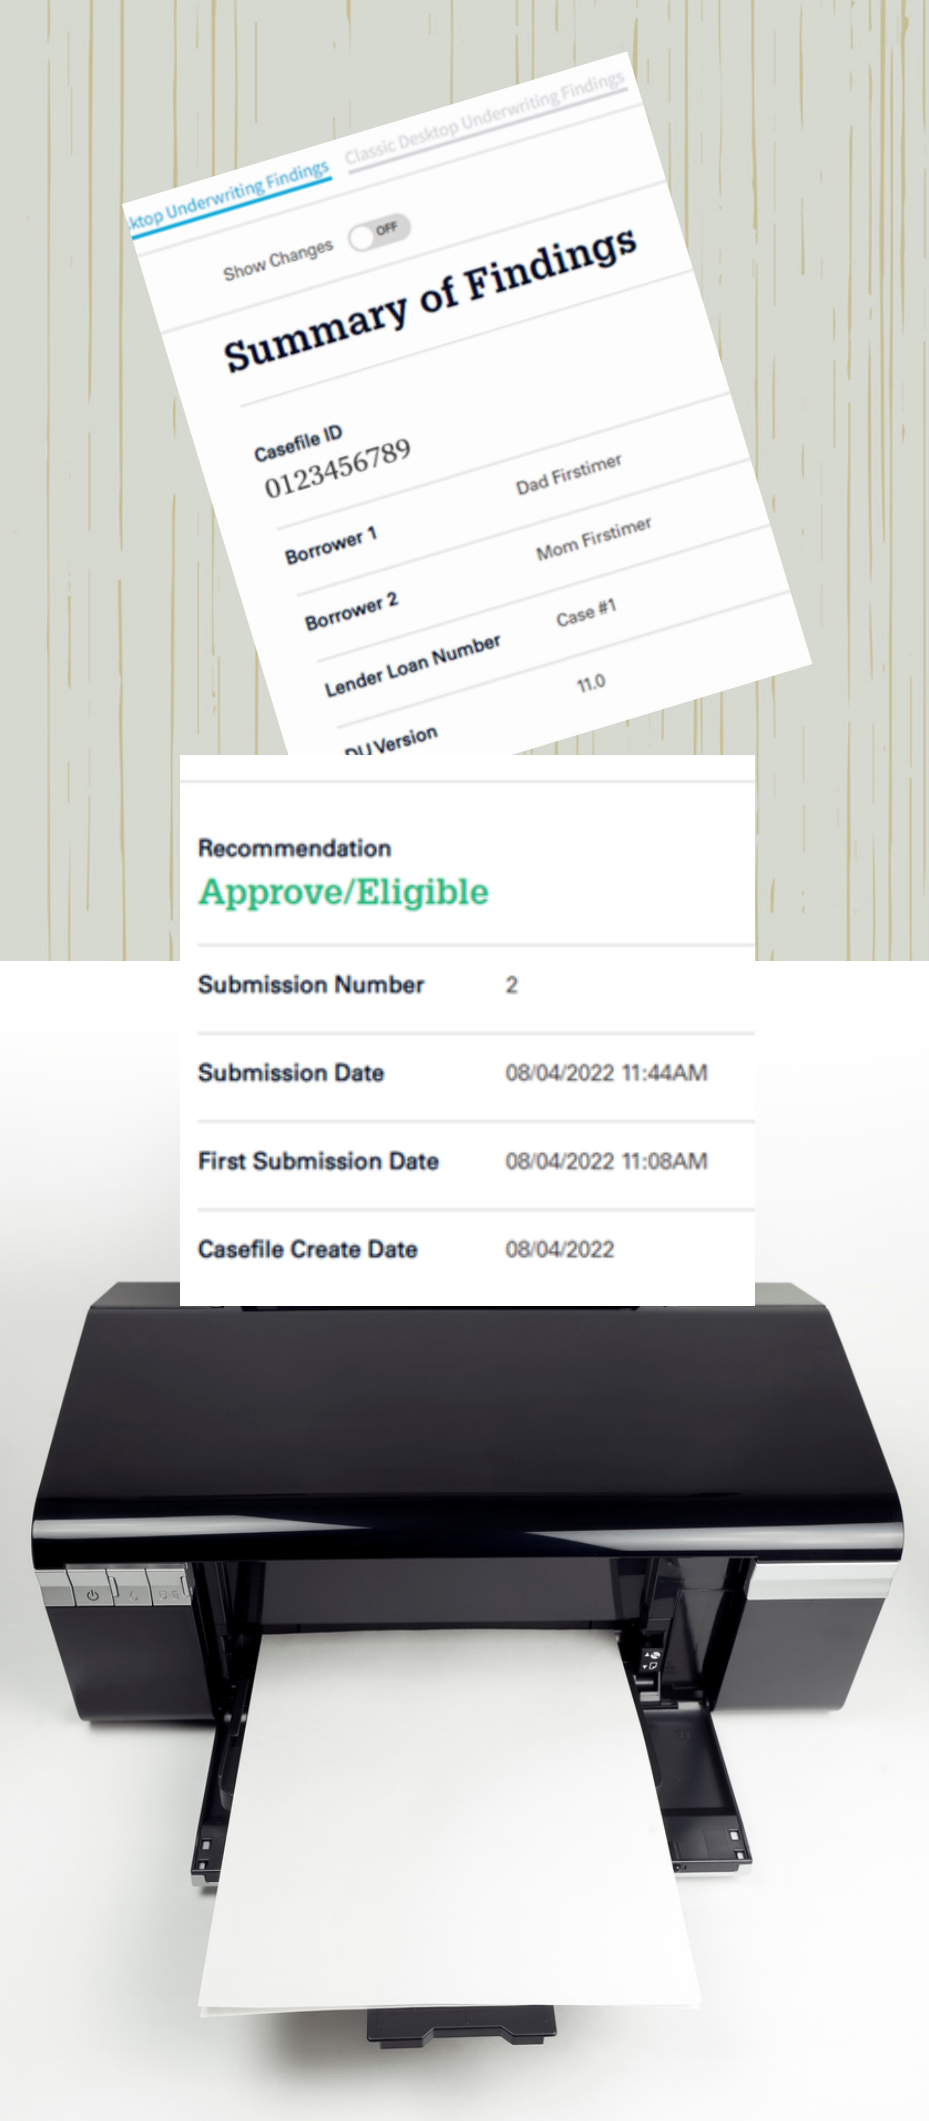 ktop Underwriting Findings Classic Desktop Underwriting Findings
Show Changes OFF
Summary of Findings
Casefile ID
0123456789
Borrower 1 Dad Firstimer
Borrower 2 Mom Firstimer
Lender Loan Number Case #1
DU Version 11.0
Recommendation
Approve/Eligible
Submission Number 2
Submission Date 08/04/2022 11:44AM
First Submission Date 08/04/2022 11:08AM
Casefile Create Date 08/04/2022